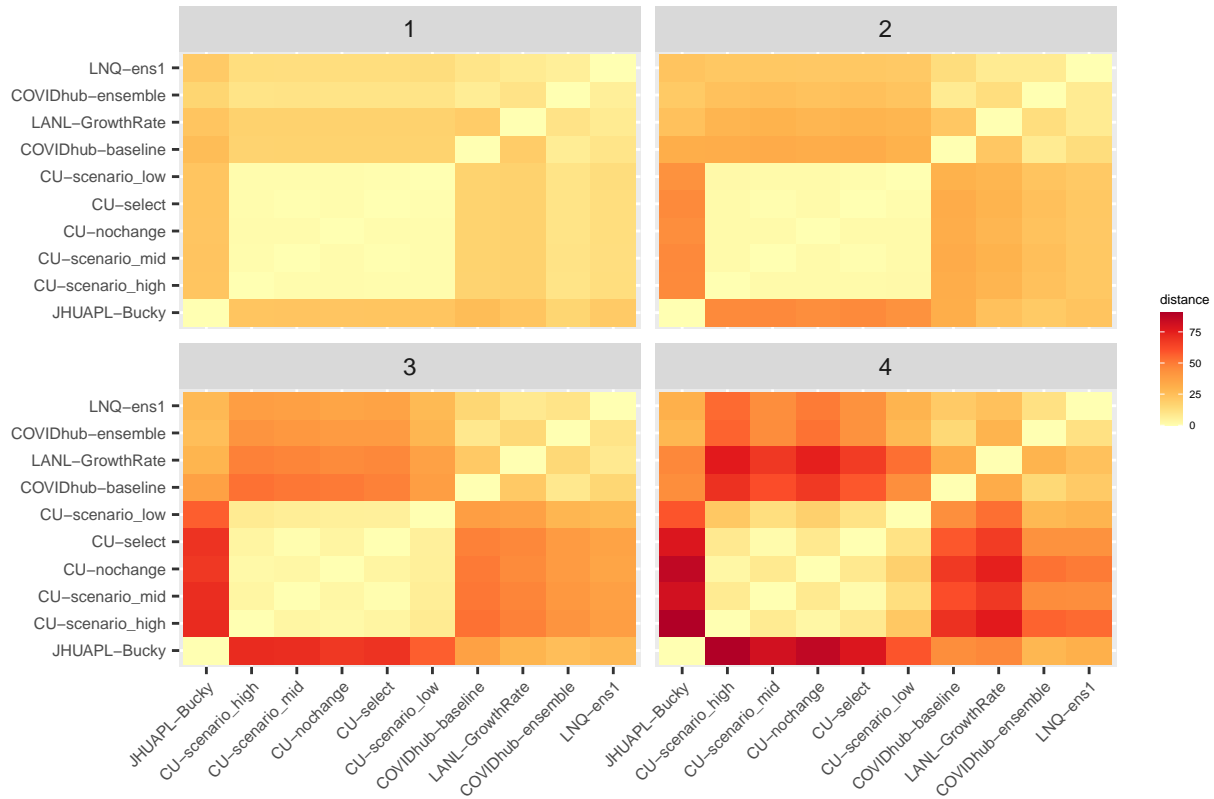 1
2
LNQ−ens1
COVIDhub−ensemble
LANL−GrowthRate
COVIDhub−baseline
CU−scenario_low
CU−select
CU−nochange
CU−scenario_mid
CU−scenario_high
JHUAPL−Bucky
3
4
LNQ−ens1
COVIDhub−ensemble
LANL−GrowthRate
COVIDhub−baseline
CU−scenario_low
CU−select
CU−nochange
CU−scenario_mid
CU−scenario_high
JHUAPL−Bucky
JHUAPL−Bucky
CU−scenario_high
CU−scenario_mid
CU−nochange
CU−select
CU−scenario_low
COVIDhub−baseline
LANL−GrowthRate
COVIDhub−ensemble
LNQ−ens1
JHUAPL−Bucky
CU−scenario_high
CU−scenario_mid
CU−nochange
CU−select
CU−scenario_low
COVIDhub−baseline
LANL−GrowthRate
COVIDhub−ensemble
LNQ−ens1
distance
75
50
25
0